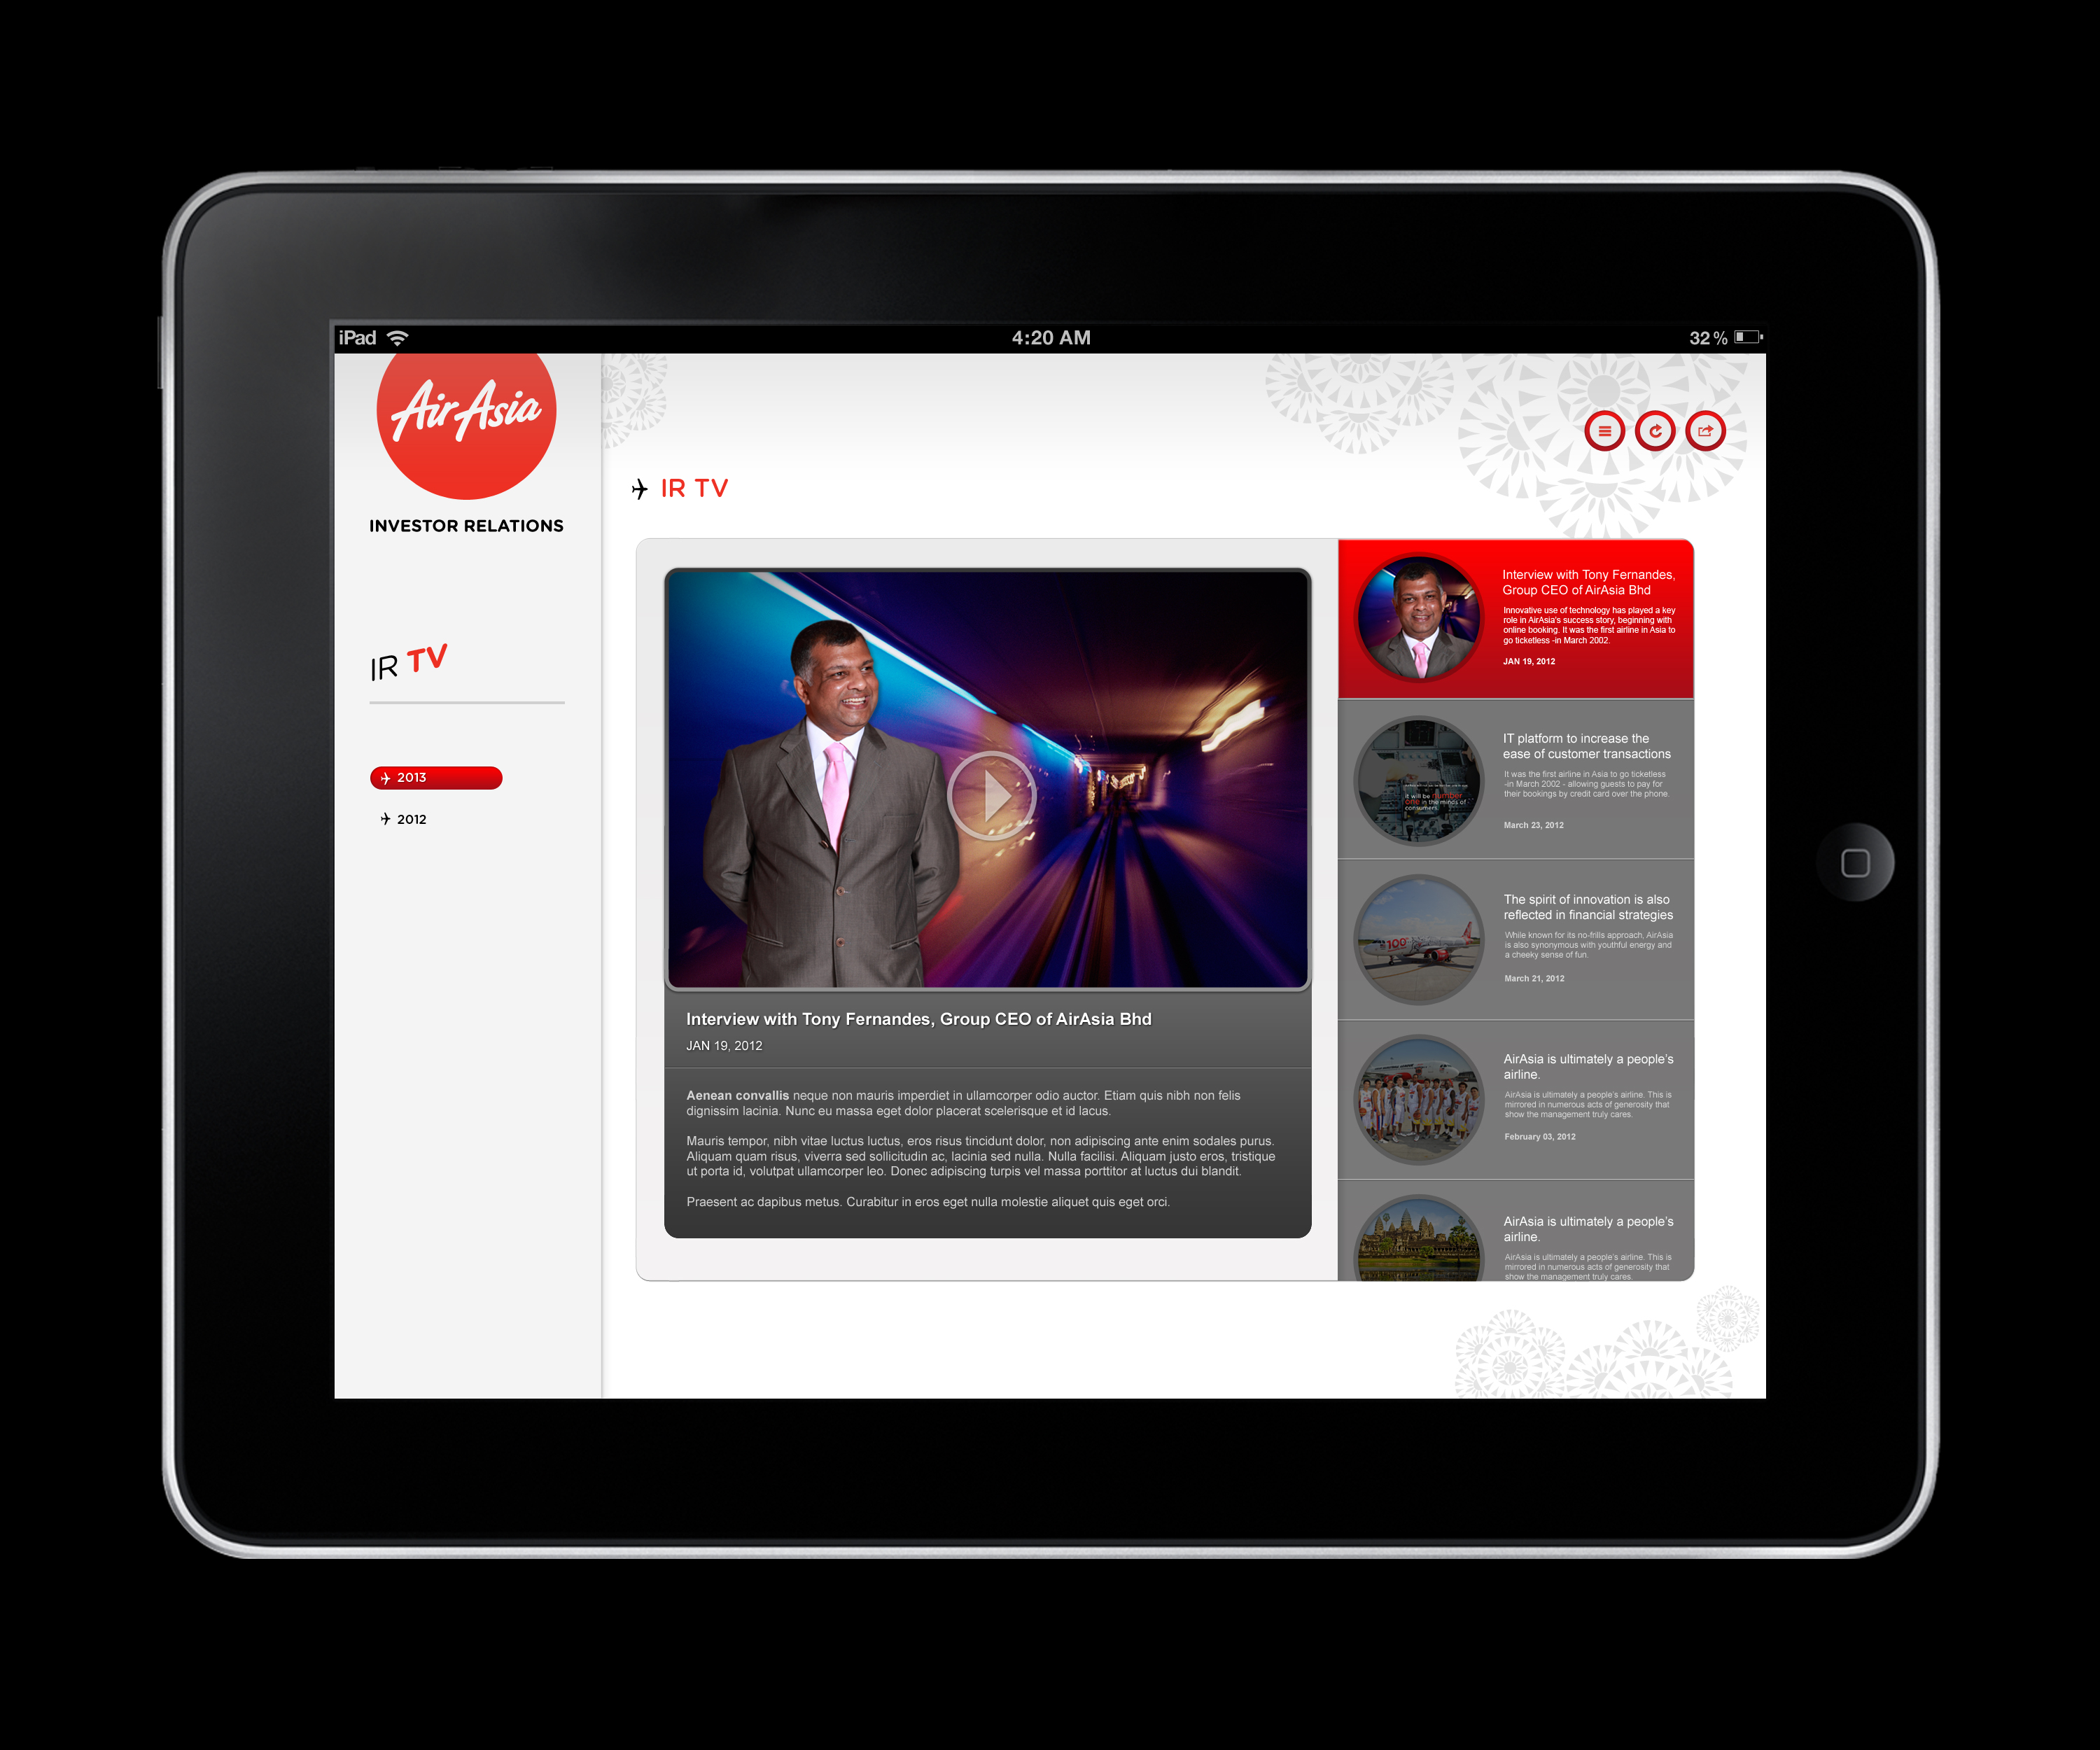 iPad
4:20 AM
32 %
AirAsia
INVESTOR RELATIONS
IR TV
2013
2012
IR TV
Interview with Tony Fernandes, Group CEO of AirAsia Bhd
JAN 19, 2012
Aenean convallis neque non mauris imperdiet in ullamcorper odio auctor. Etiam quis nibh non felis
dignissim lacinia. Nunc eu massa eget dolor placerat scelerisque et id lacus.
Mauris tempor, nibh vitae luctus luctus, eros risus tincidunt dolor, non adipiscing ante enim sodales purus.
Aliquam quam risus, viverra sed sollicitudin ac, lacinia sed nulla. Nulla facilisi. Aliquam justo eros, tristique
ut porta id, volutpat ullamcorper leo. Donec adipiscing turpis vel massa porttitor at luctus dui blandit.
Praesent ac dapibus metus. Curabitur in eros eget nulla molestie aliquet quis eget orci.
Interview with Tony Fernandes,
Group CEO of AirAsia Bhd
Innovative use of technology has played a key
role in AirAsia's success story, beginning with
online booking. It was the first airline in Asia to
go ticketless -in March 2002.
JAN 19, 2012
it will be number
one in the minds of
consumers
IT platform to increase the
ease of customer transactions
It was the first airline in Asia to go ticketless
-in March 2002 - allowing guests to pay for
their bookings by credit card over the phone.
March 23, 2012
100
The spirit of innovation is also
reflected in financial strategies
While known for its no-frills approach, AirAsia
is also synonymous with youthful energy and
a cheeky sense of fun.
March 21, 2012
AirAsia is ultimately a people's
airline.
AirAsia is ultimately a people's airline. This is
mirrored in numerous acts of generosity that
show the management truly cares.
February 03, 2012
AirAsia is ultimately a people's
airline.
AirAsia is ultimately a people's airline. This is
mirrored in numerous acts of generosity that
show the management truly cares.